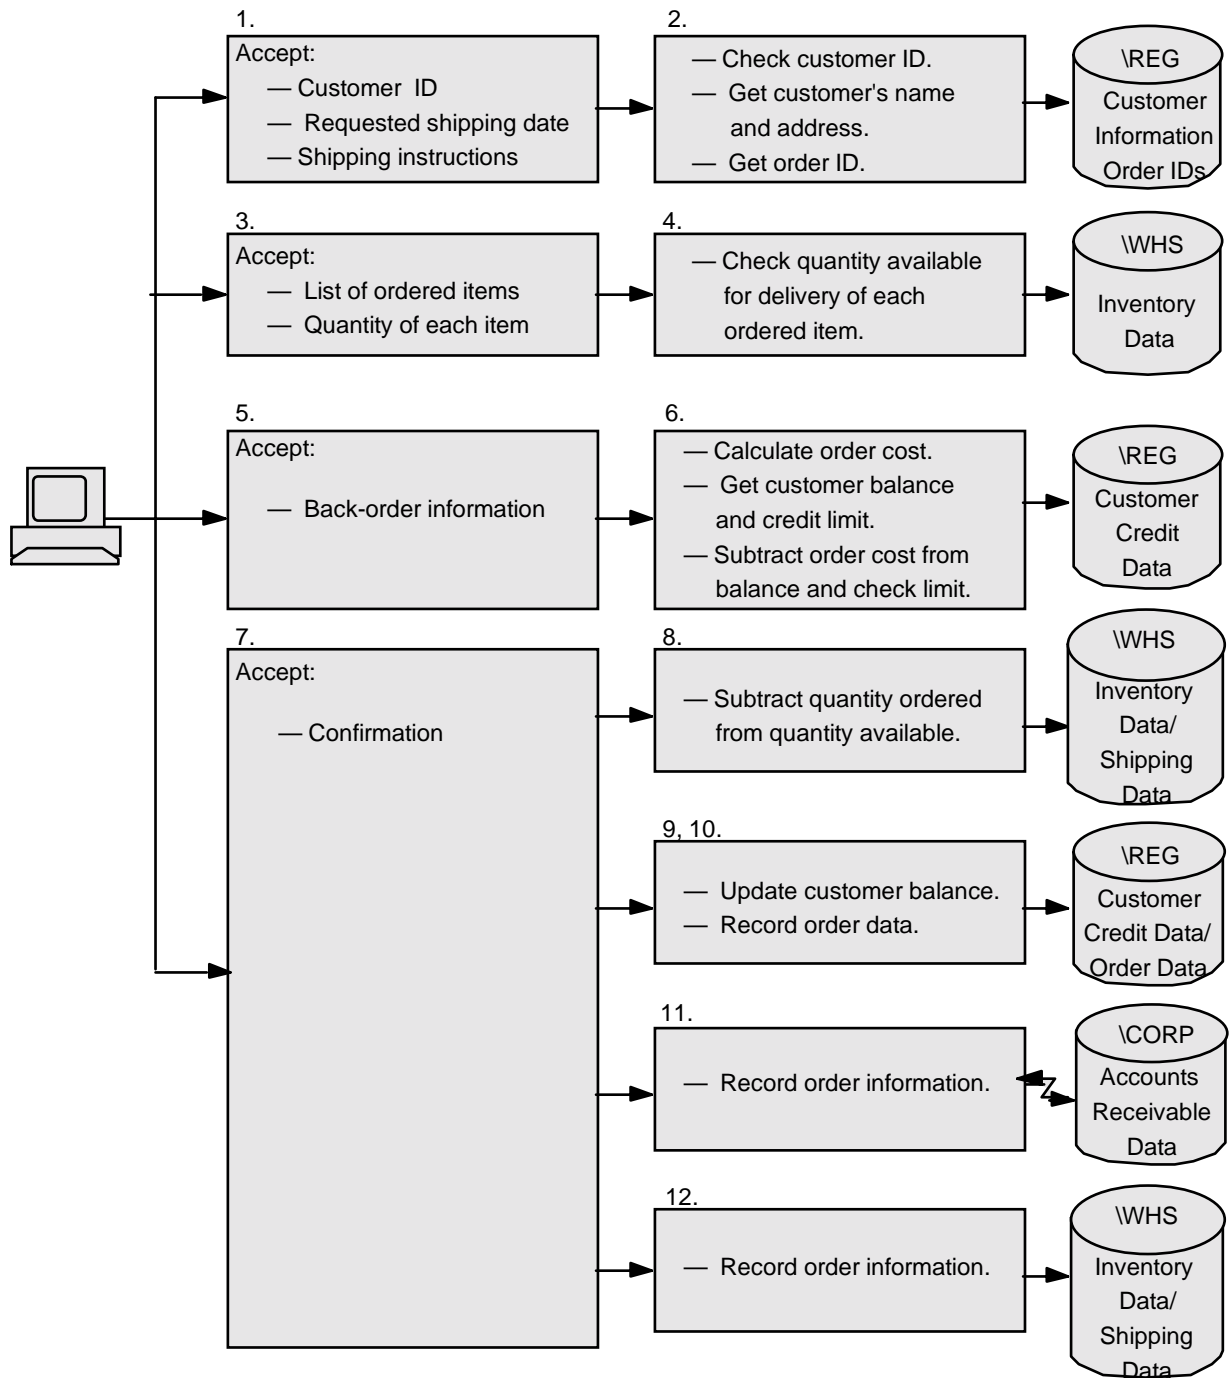 1.
Accept:
— Customer ID
— Requested shipping date
— Shipping instructions
2.
— Check customer ID.
— Get customer's name
and address.
— Get order ID.
\REG
Customer
Information
Order IDs
3.
Accept:
— List of ordered items
— Quantity of each item
4.
— Check quantity available
for delivery of each
ordered item.
\WHS
Inventory
Data
5.
Accept:
— Back-order information
6.
— Calculate order cost.
— Get customer balance
and credit limit.
— Subtract order cost from
balance and check limit.
\REG
Customer
Credit
Data
7.
Accept:
— Confirmation
8.
— Subtract quantity ordered
from quantity available.
\WHS
Inventory
Data/
Shipping
Data
9, 10.
— Update customer balance.
— Record order data.
\REG
Customer
Credit Data/
Order Data
11.
— Record order information.
\CORP
Accounts
Receivable
Data
12.
— Record order information.
\WHS
Inventory
Data/
Shipping
Data